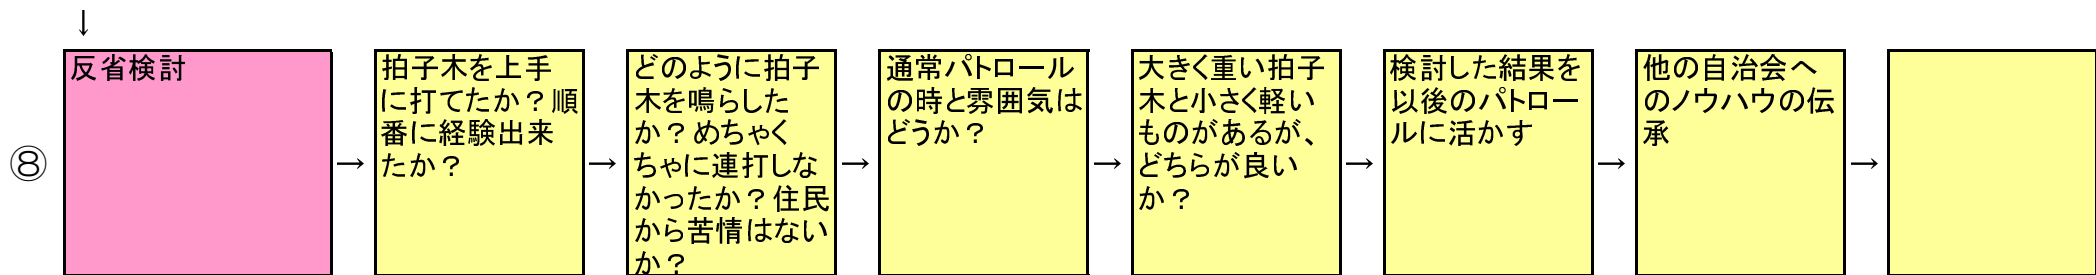 ↓
⑧
反省検討
→
拍子木を上手
に打てたか？順
番に経験出来
たか？
→
どのように拍子
木を鳴らした
か？めちゃく
ちゃに連打しな
かったか？住民
から苦情はない
か？
→
通常パトロール
の時と雰囲気は
どうか？
→
大きく重い拍子
木と小さく軽い
ものがあるが、
どちらが良い
か？
→
検討した結果を
以後のパトロー
ルに活かす
→
他の自治会へ
のノウハウの伝
承
→